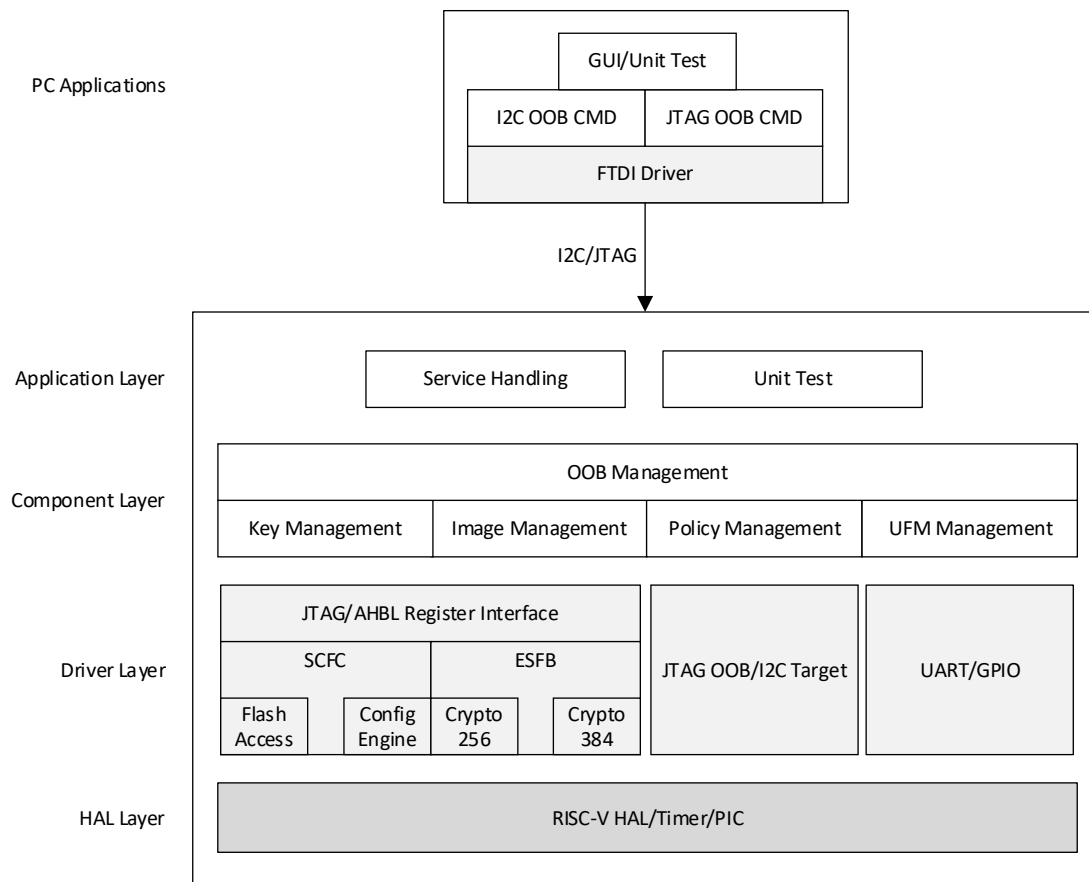 GUI/Unit Test
PC Applications
I2C OOB CMD
JTAG OOB CMD
FTDI Driver
I2C/JTAG
Application Layer
Service Handling
Unit Test
OOB Management
Component Layer
Key Management
Image Management
Policy Management
UFM Management
JTAG/AHBL Register Interface
SCFC
ESFB
Driver Layer
JTAG OOB/I2C Target
UART/GPIO
Flash
Access
Config
Engine
Crypto
256
Crypto
384
HAL Layer
RISC-V HAL/Timer/PIC